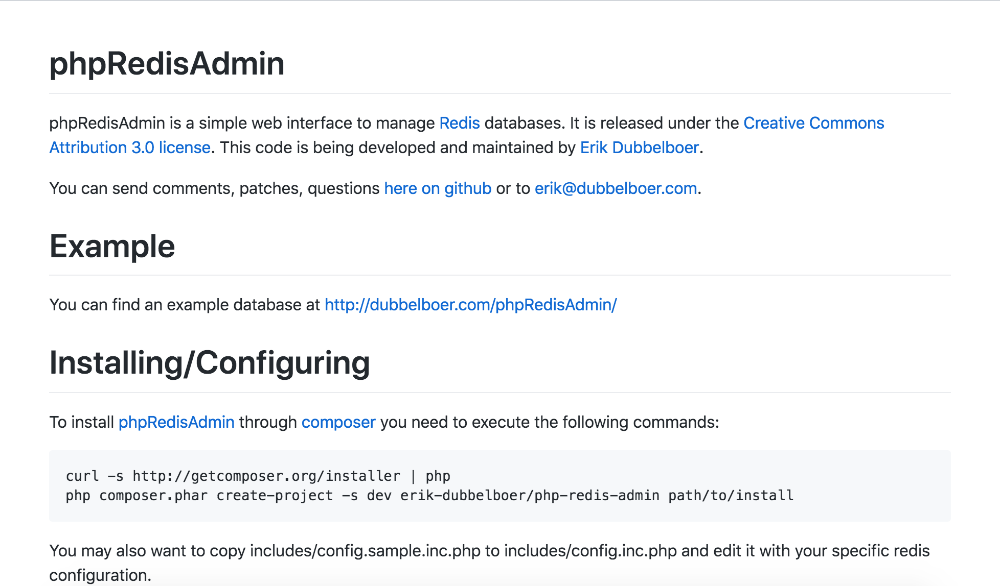 phpRedisAdmin
phpRedisAdmin is a simple web interface to manage Redis databases. It is released under the Creative Commons
Attribution 3.0 license. This code is being developed and maintained by Erik Dubbelboer.
You can send comments, patches, questions here on github or to erik@dubbelboer.com.
Example
You can find an example database at http://dubbelboer.com/phpRedisAdmin/
Installing/Configuring
To install phpRedisAdmin through composer you need to execute the following commands:
curl -s http://getcomposer.org/installer | php
php composer.phar create-project -s dev erik-dubbelboer/php-redis-admin path/to/install
You may also want to copy includes/config.sample.inc.php to includes/config.inc.php and edit it with your specific redis
configuration.